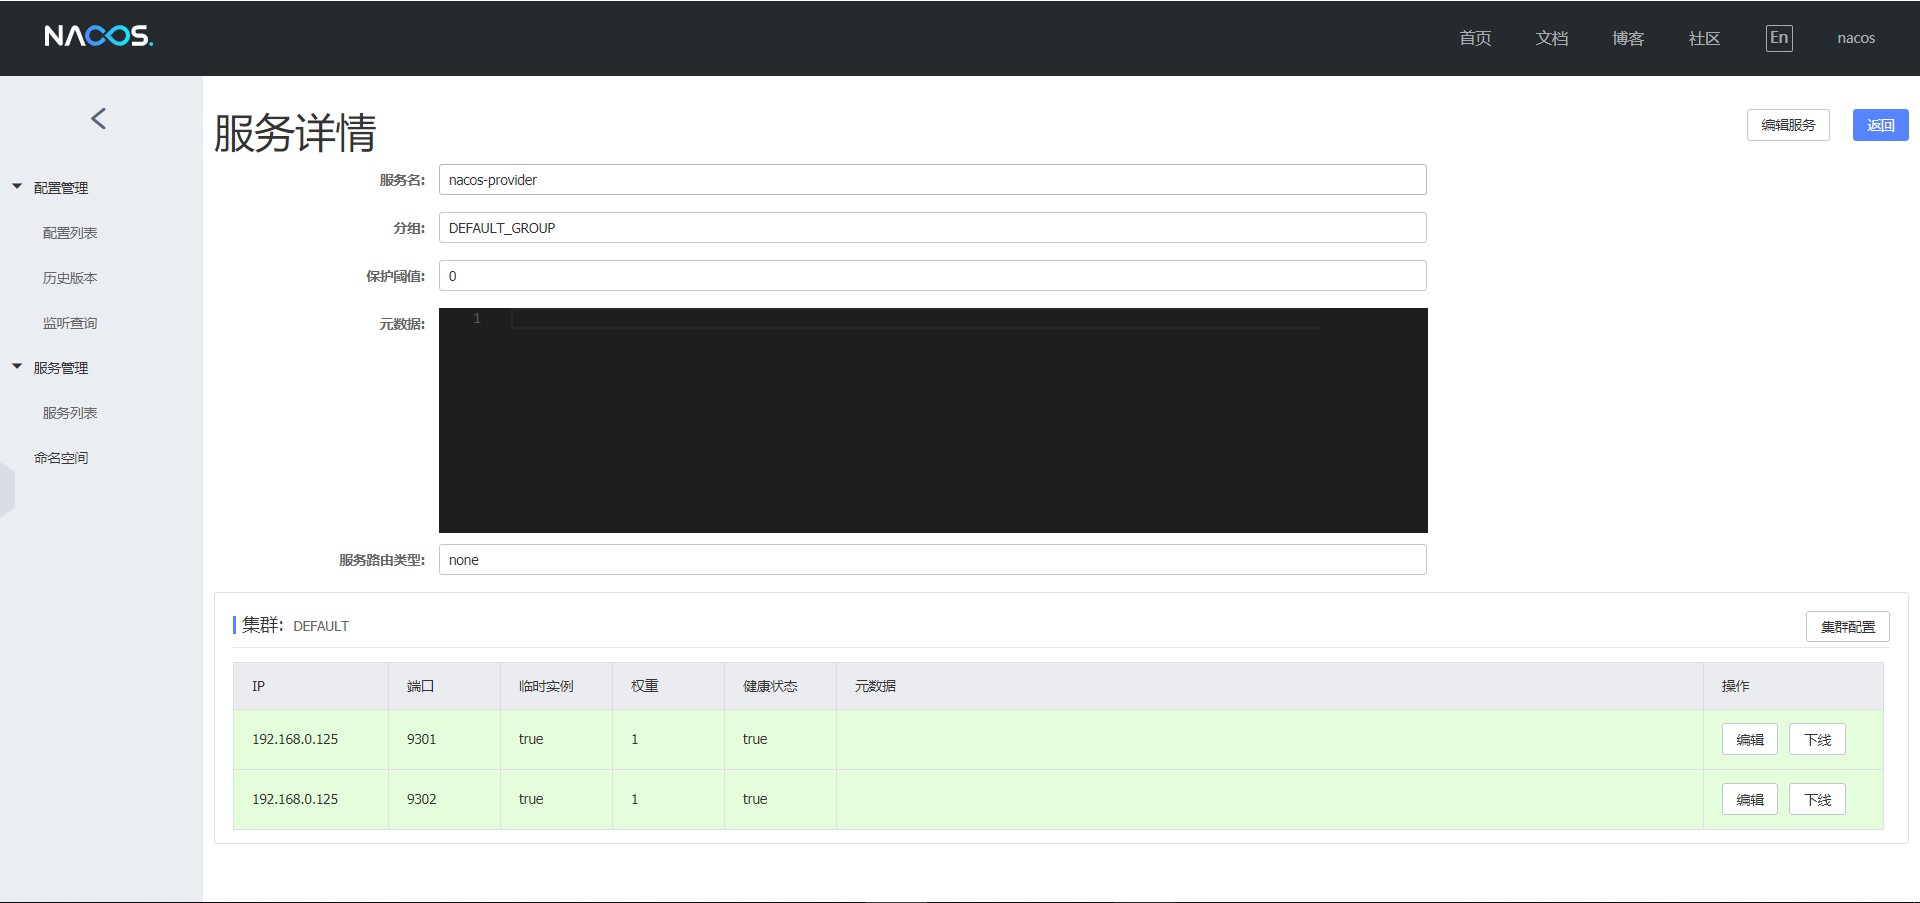 NACOS.
首页 文档 博客 社区 En nacos
配置管理
配置列表
历史版本
监听查询
服务管理
服务列表
命名空间
服务详情
编辑服务 返回
服务名: nacos-provider
分组: DEFAULT_GROUP
保护阈值: 0
元数据: 1
服务路由类型: none
集群: DEFAULT
集群配置
IP 端口 临时实例 权重 健康状态 元数据 操作
192.168.0.125 9301 true 1 true 编辑 下线
192.168.0.125 9302 true 1 true 编辑 下线